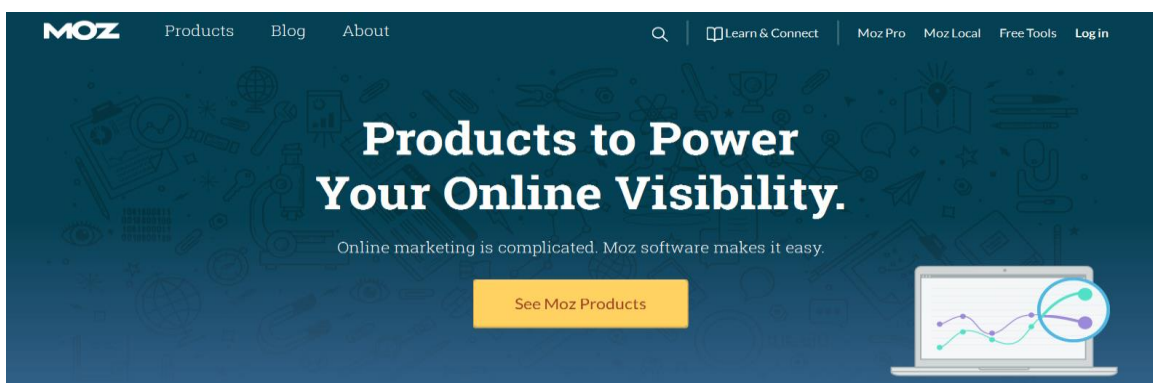 MOZ Products Blog About Learn & Connect Moz Pro Moz Local Free Tools Log in
Products to Power
Your Online Visibility.
Online marketing is complicated. Moz software makes it easy.
See Moz Products